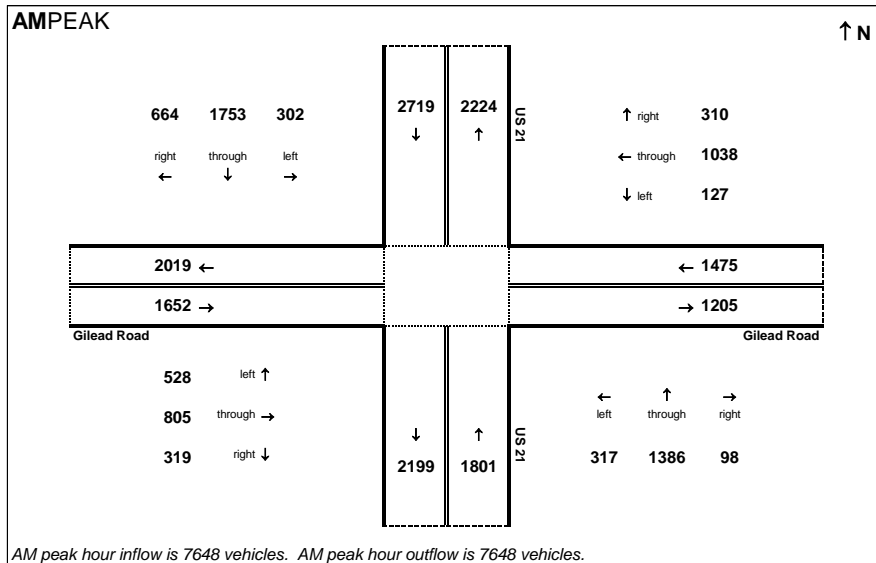 AMPEAK
↑ N
664 1753 302
right through left
← ↓ →
2719 2224
↓ ↑
US 21
↑ right 310
← through 1038
↓ left 127
2019 ←
← 1475
1652 →
→ 1205
Gilead Road
Gilead Road
528 left ↑
805 through →
319 right ↓
↓ ↑
2199 1801
US 21
← ↑ →
left through right
317 1386 98
AM peak hour inflow is 7648 vehicles. AM peak hour outflow is 7648 vehicles.